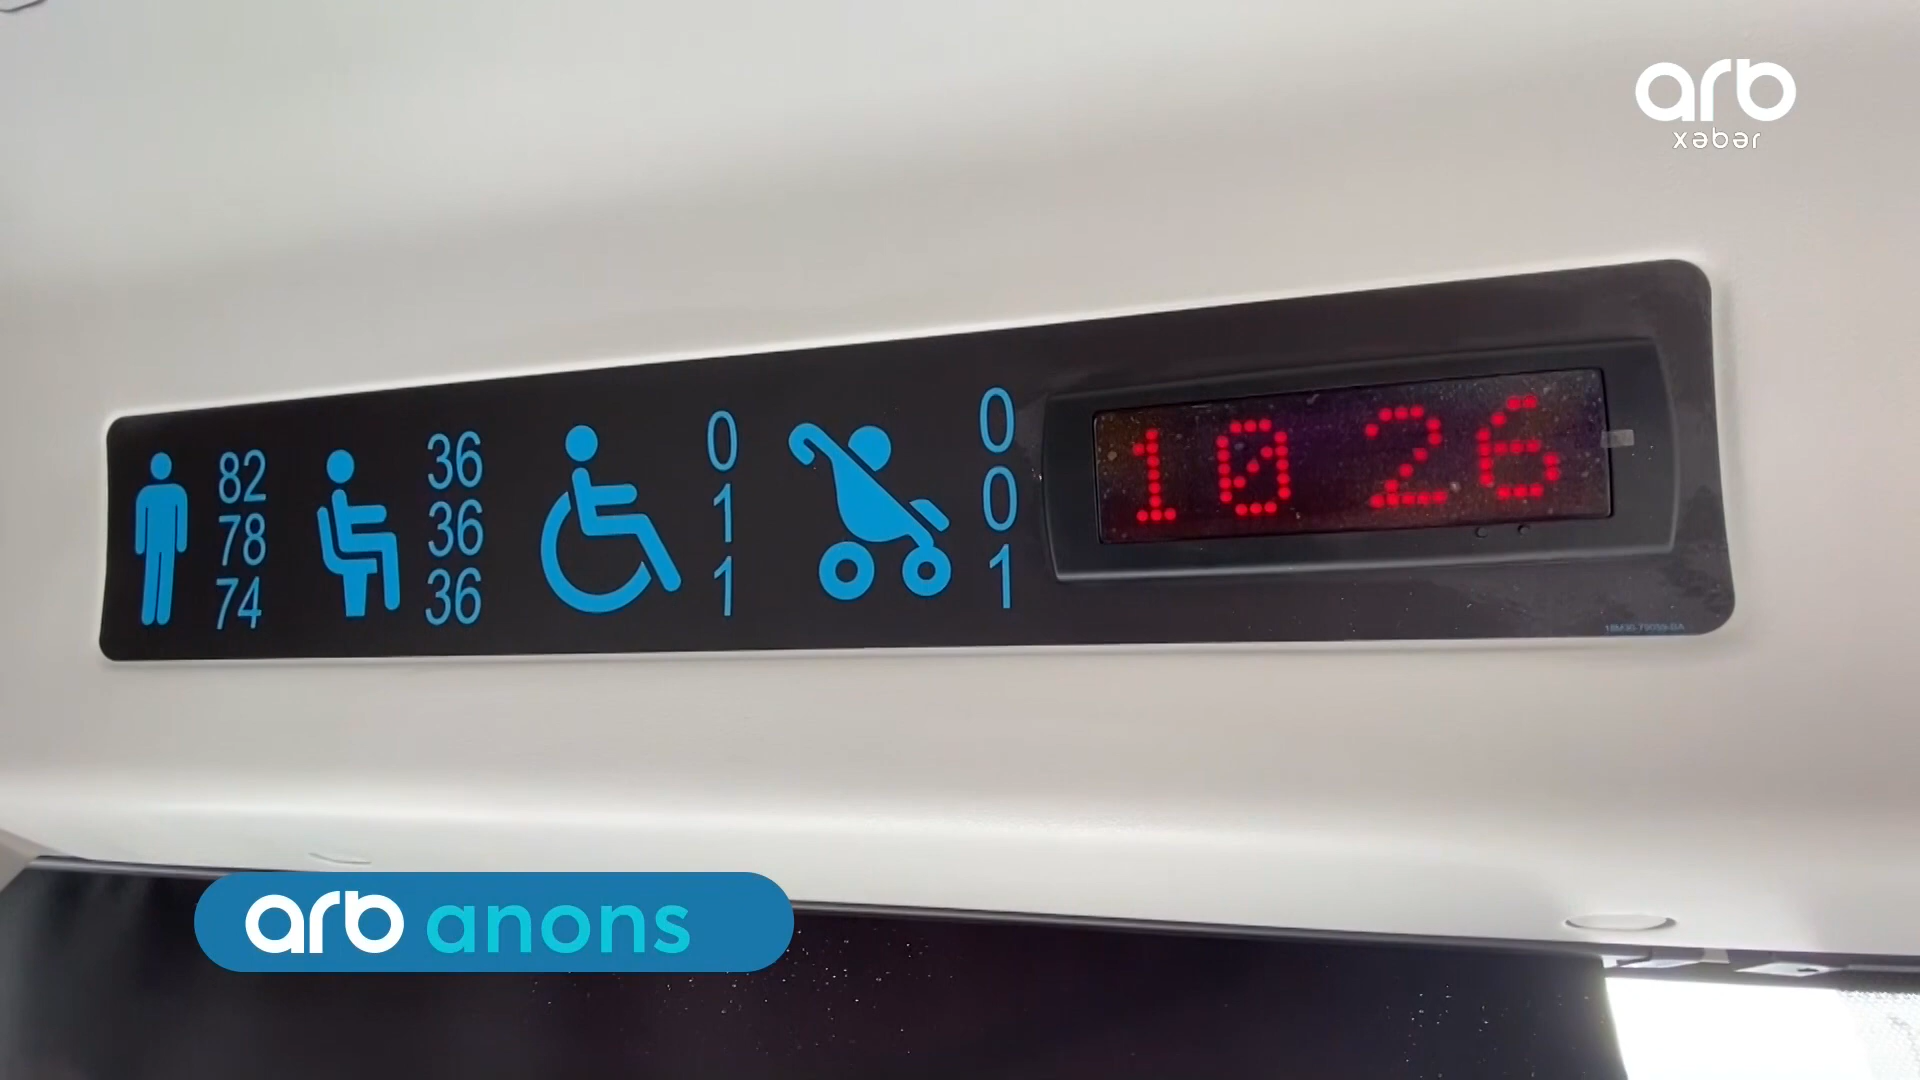 arb
xəbər
82 36 0 0
78 36 1 0
74 36 1 1
10 26
arb anons